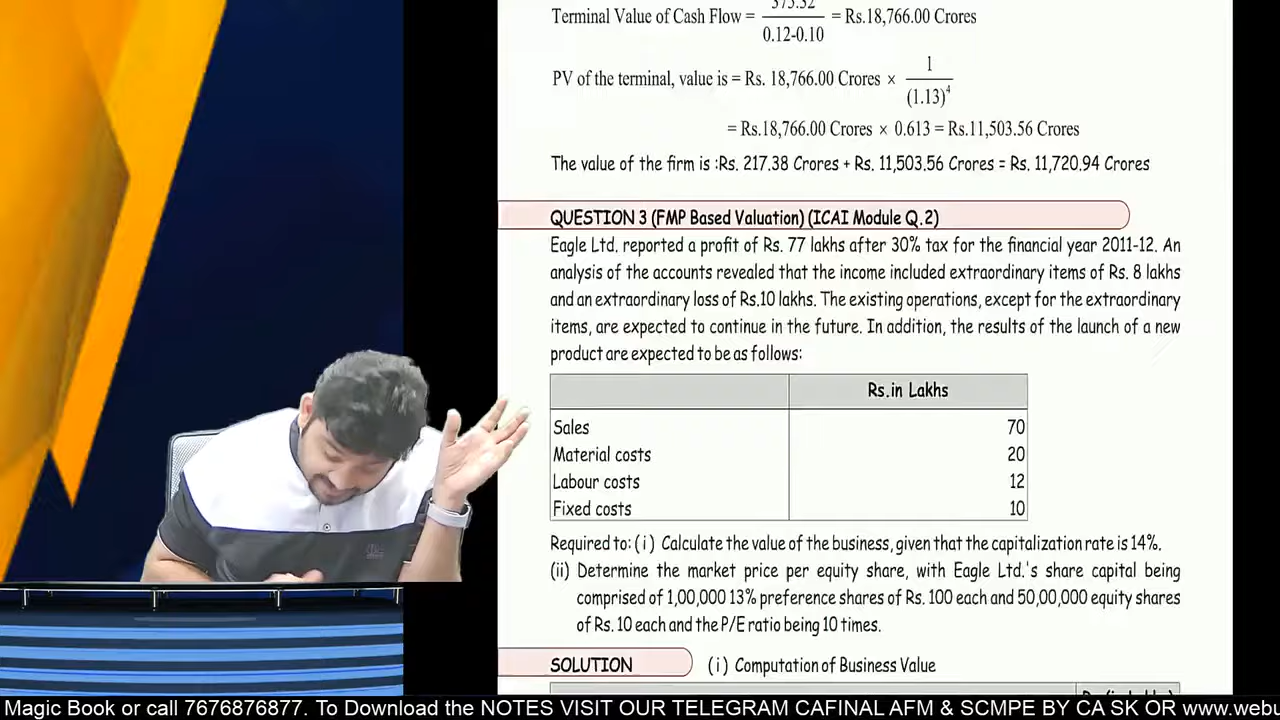 Terminal Value of Cash Flow = 375.32 / 0.12-0.10 = Rs.18,766.00 Crores
PV of the terminal, value is = Rs. 18,766.00 Crores × 1 / (1.13)^4
= Rs.18,766.00 Crores × 0.613 = Rs.11,503.56 Crores
The value of the firm is :Rs. 217.38 Crores + Rs. 11,503.56 Crores = Rs. 11,720.94 Crores
QUESTION 3 (FMP Based Valuation) (ICAI Module Q.2)
Eagle Ltd. reported a profit of Rs. 77 lakhs after 30% tax for the financial year 2011-12. An
analysis of the accounts revealed that the income included extraordinary items of Rs. 8 lakhs
and an extraordinary loss of Rs.10 lakhs. The existing operations, except for the extraordinary
items, are expected to continue in the future. In addition, the results of the launch of a new
product are expected to be as follows:
Rs.in Lakhs
Sales 70
Material costs 20
Labour costs 12
Fixed costs 10
Required to: (i) Calculate the value of the business, given that the capitalization rate is 14%.
(ii) Determine the market price per equity share, with Eagle Ltd.'s share capital being
comprised of 1,00,000 13% preference shares of Rs. 100 each and 50,00,000 equity shares
of Rs. 10 each and the P/E ratio being 10 times.
SOLUTION (i) Computation of Business Value
Magic Book or call 7676876877. To Download the NOTES VISIT OUR TELEGRAM CAFINAL AFM & SCMPE BY CA SK OR www.webu